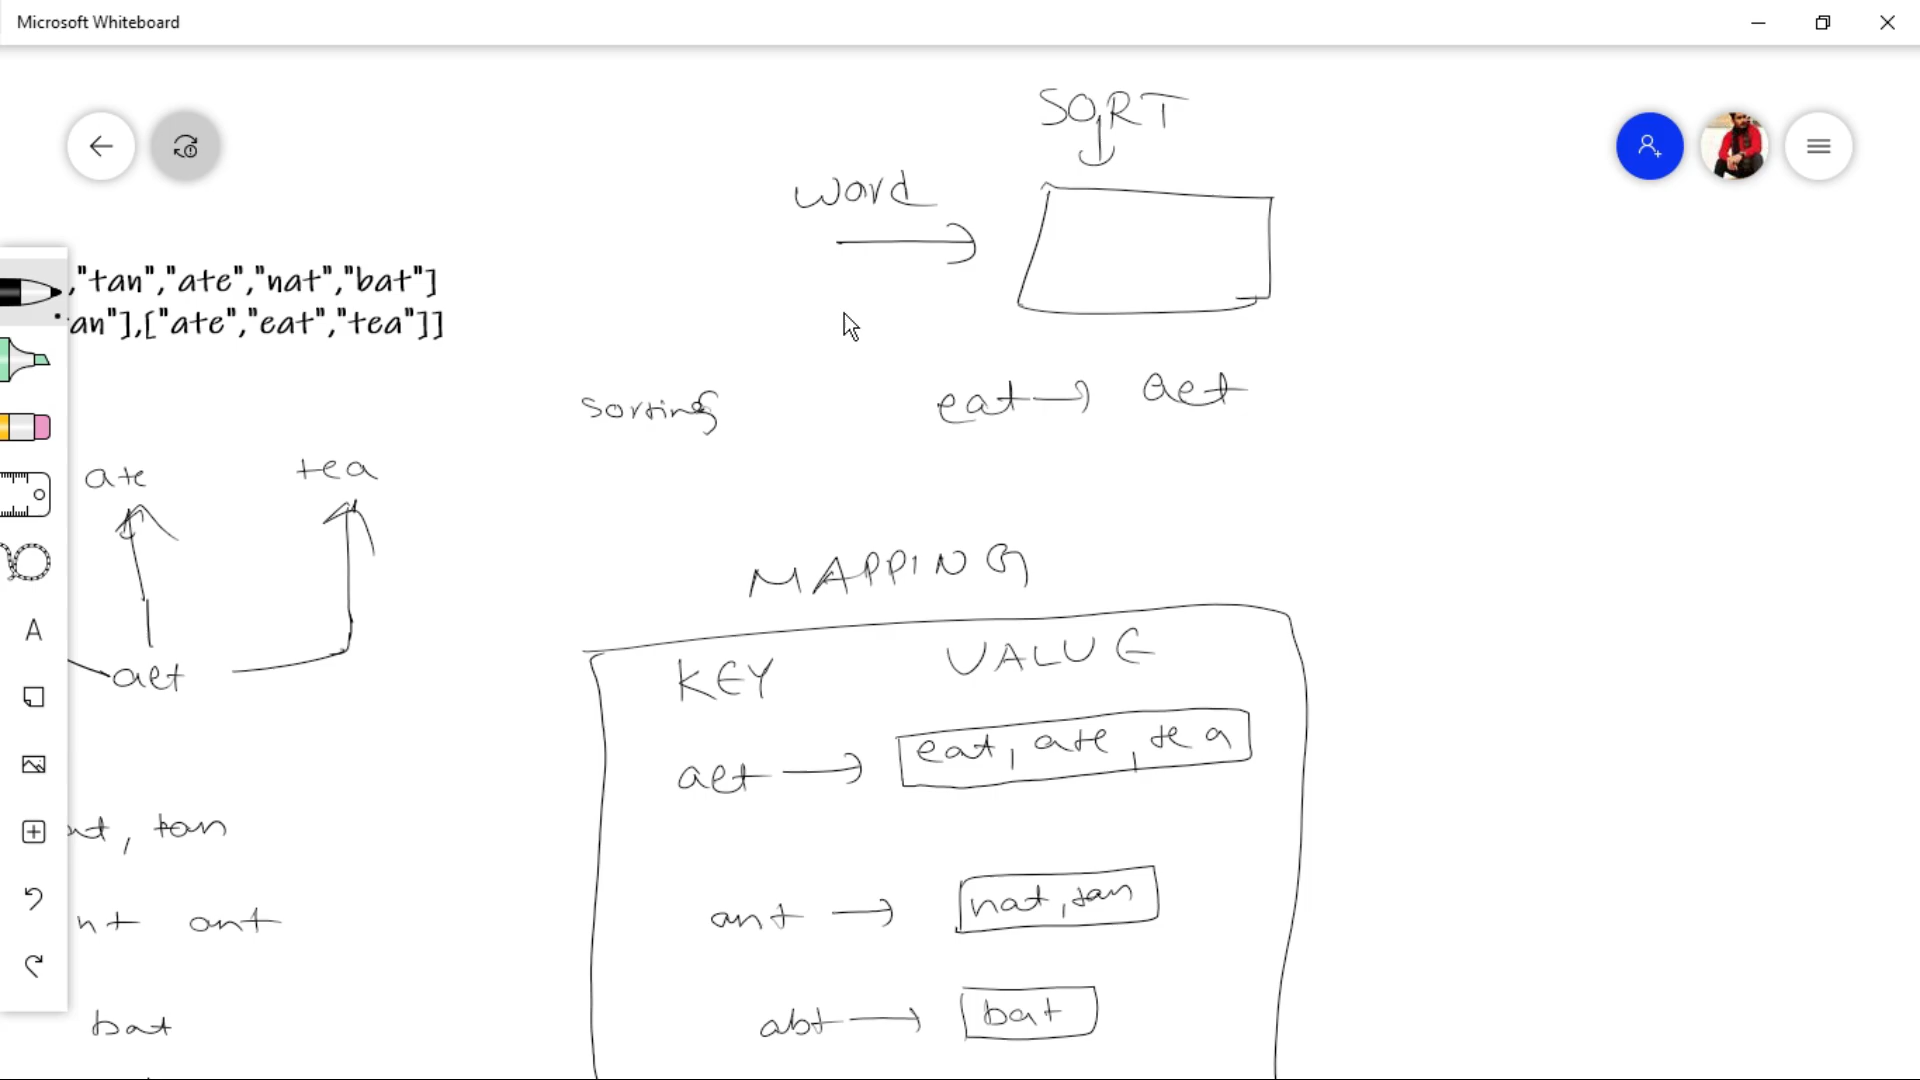 Microsoft Whiteboard
SORT
word
,"tan","ate","nat","bat"]
an"],["ate","eat","tea"]]
sorting
eat → aet
ate
tea
MAPPING
KEY VALUE
aet
aet → eat, ate, tea
, tan
ant → nat, tan
nt ant
abt → bat
bat
A